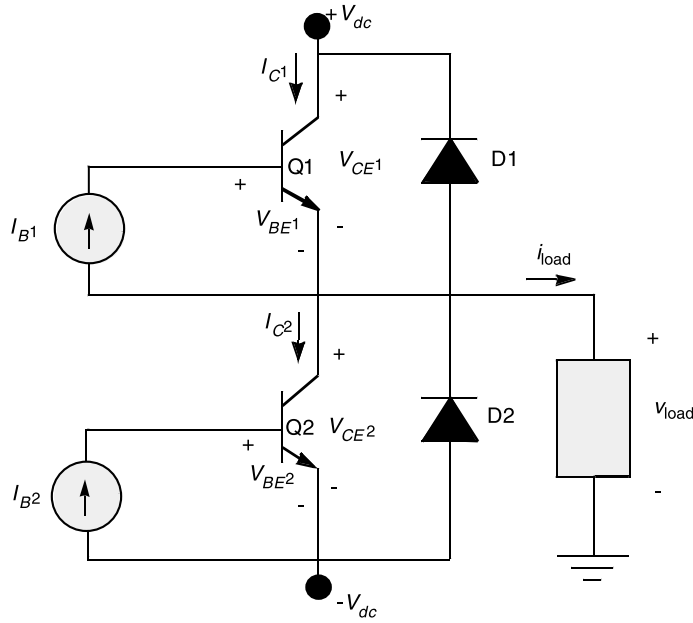 +V_dc
I_C1
+
Q1
V_CE1
D1
+
I_B1
V_BE1
-
-
i_load
I_C2
+
+
Q2
V_CE2
D2
v_load
+
V_BE2
-
I_B2
-
-
-V_dc